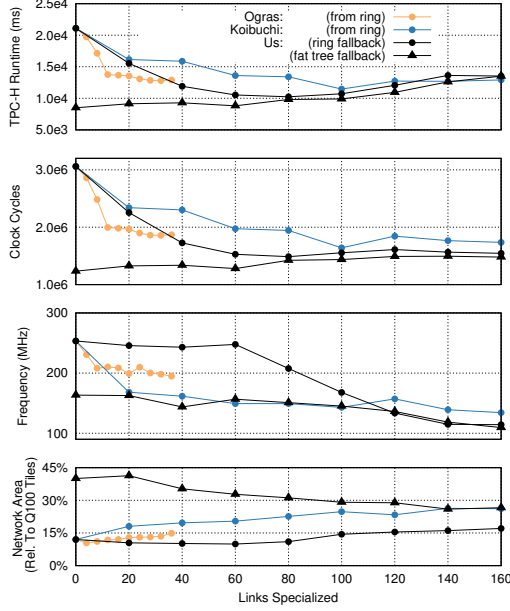 2.5e4
2.0e4
1.5e4
1.0e4
5.0e3
TPC-H Runtime (ms)
Ogras: (from ring)
Koibuchi: (from ring)
Us: (ring fallback)
(fat tree fallback)
3.0e6
2.0e6
1.0e6
Clock Cycles
300
200
100
Frequency (MHz)
45%
30%
15%
0%
Network Area
(Rel. To Q100 Tiles)
0 20 40 60 80 100 120 140 160
Links Specialized